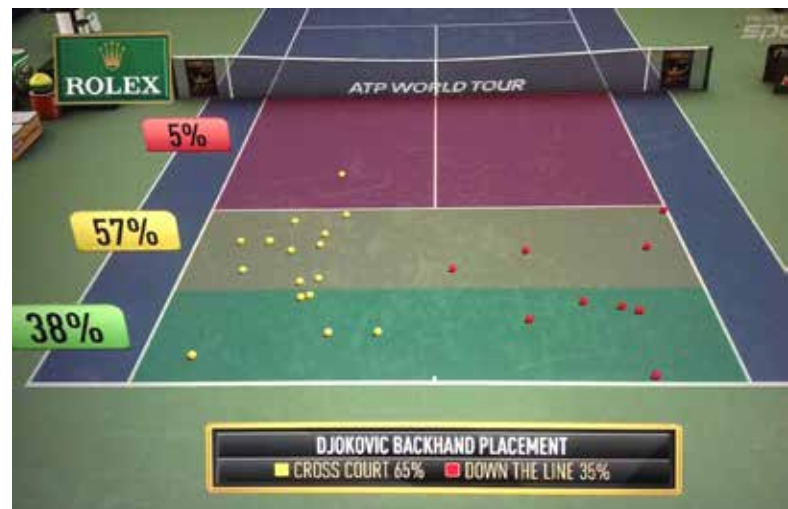 ROLEX
ATP WORLD TOUR
5%
57%
38%
DJOKOVIC BACKHAND PLACEMENT
CROSS COURT 65%
DOWN THE LINE 35%